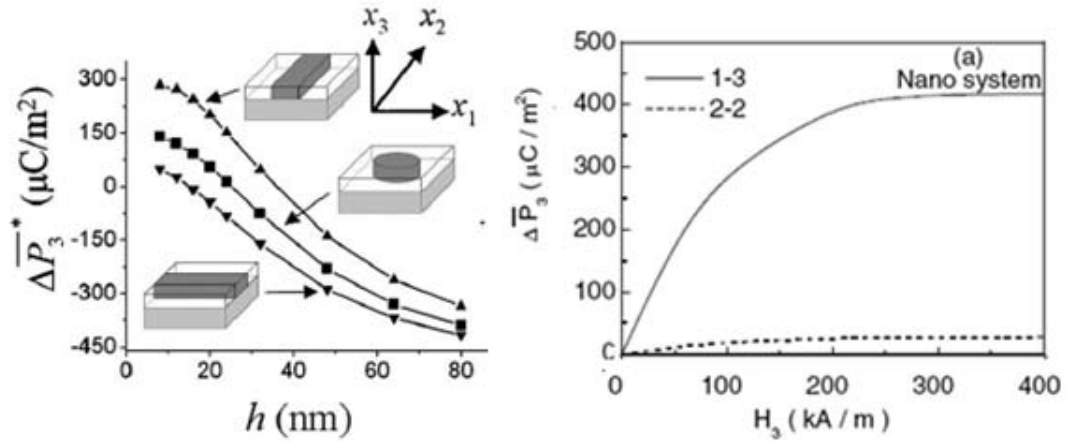 x₃
x₂
x₁
ΔP̅₃* (μC/m²)
300
150
0
-150
-300
-450
0 20 40 60 80
h (nm)
500
400
300
200
100
C
(a)
Nano system
1-3
2-2
ΔP̅₃ (μC / m²)
0 100 200 300 400
H₃ ( kA / m )